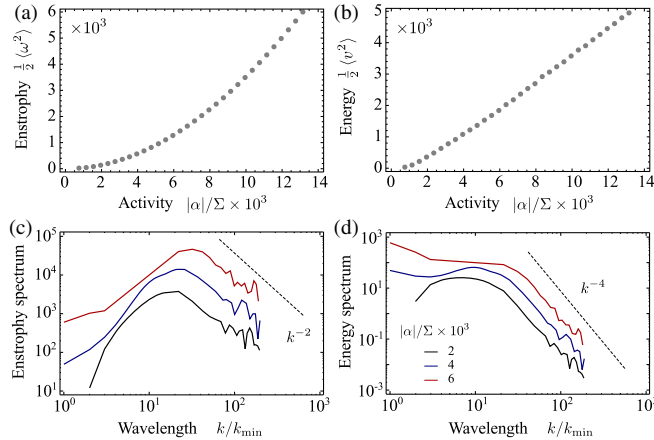 (a)
×10³
Enstrophy ½⟨ω²⟩
6
5
4
3
2
1
0
0 2 4 6 8 10 12 14
Activity |α|/Σ × 10³
(b)
×10³
Energy ½⟨v²⟩
5
4
3
2
1
0
0 2 4 6 8 10 12 14
Activity |α|/Σ × 10³
(c)
Enstrophy spectrum
10⁵
10⁴
10³
10²
10¹
k⁻²
10⁰ 10¹ 10² 10³
Wavelength k/kₘᵢₙ
(d)
Energy spectrum
10³
10¹
10⁻¹
10⁻³
k⁻⁴
|α|/Σ × 10³
2
4
6
10⁰ 10¹ 10² 10³
Wavelength k/kₘᵢₙ